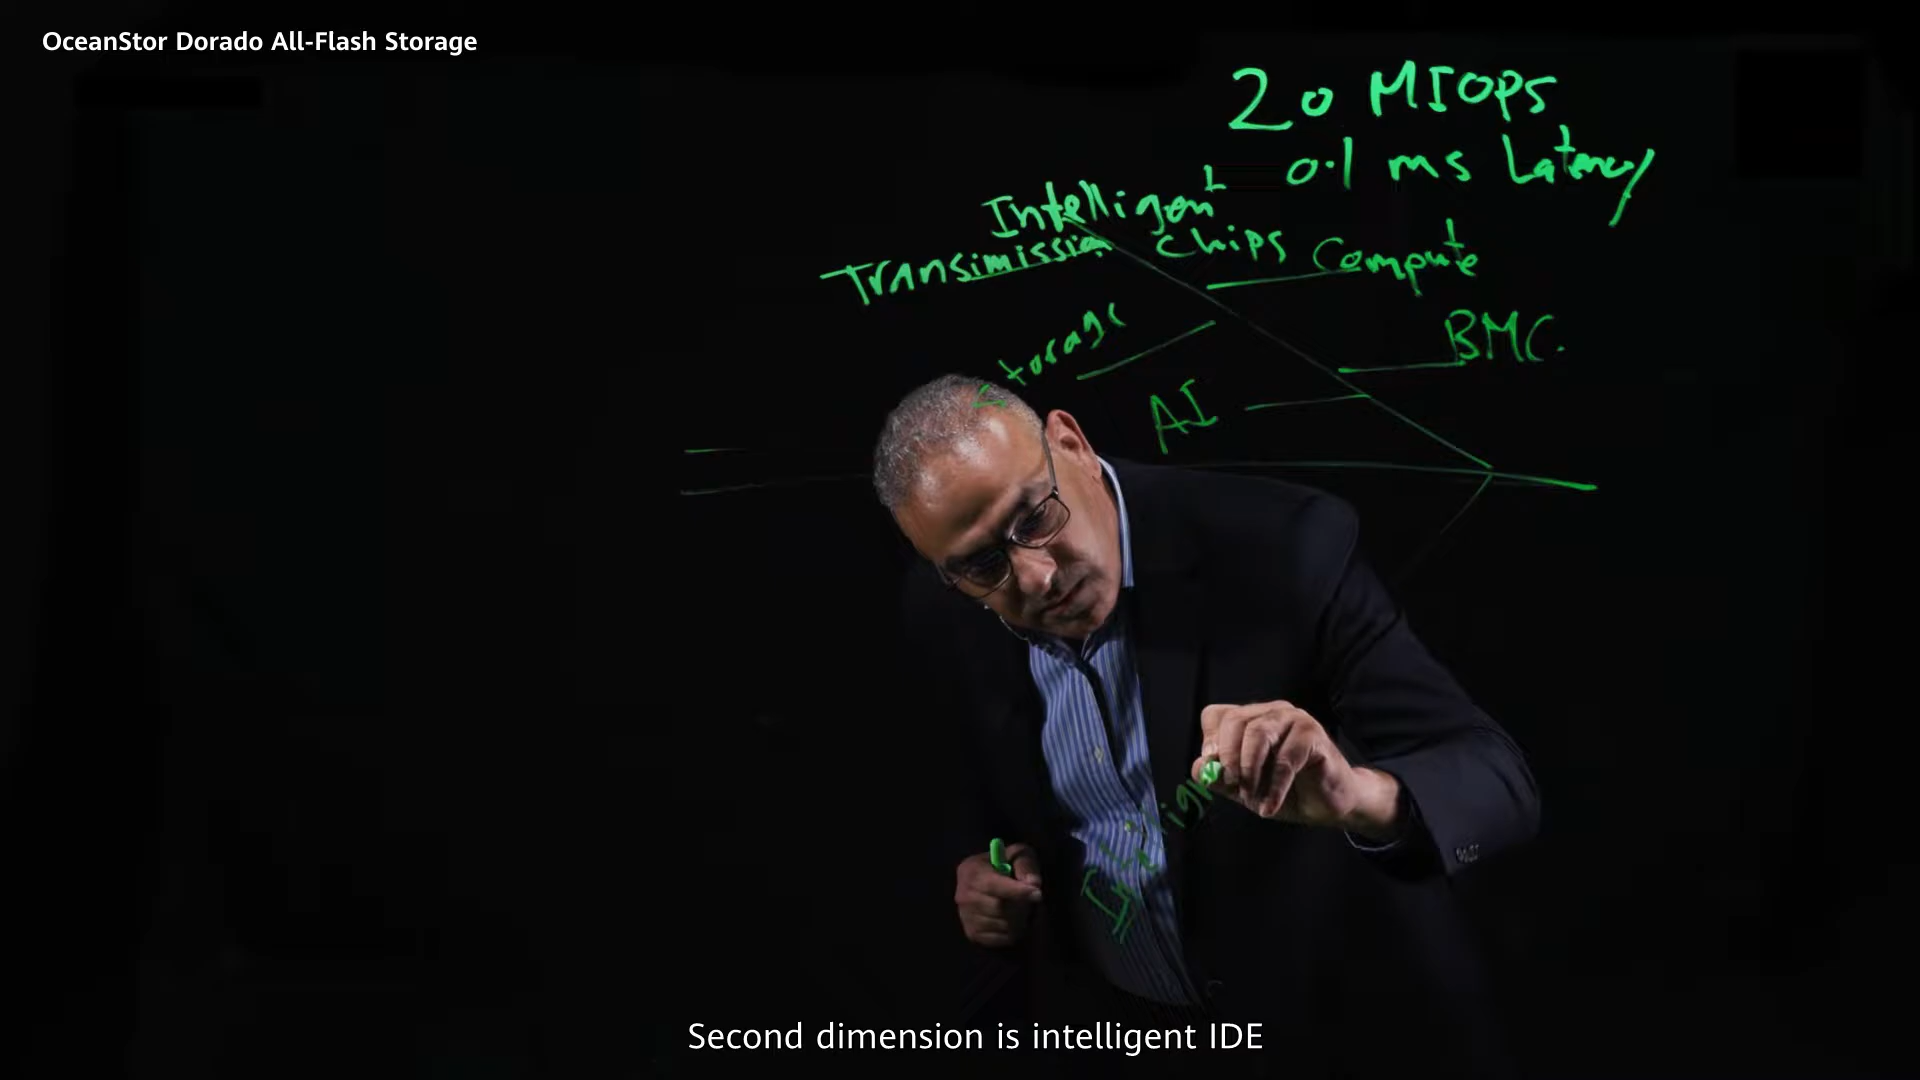 OceanStor Dorado All-Flash Storage
20 MIOPS
0.1 ms Latency
Intelligent
Chips
Transimission
Compute
Storage
BMC.
AI
Intellign
Second dimension is intelligent IDE